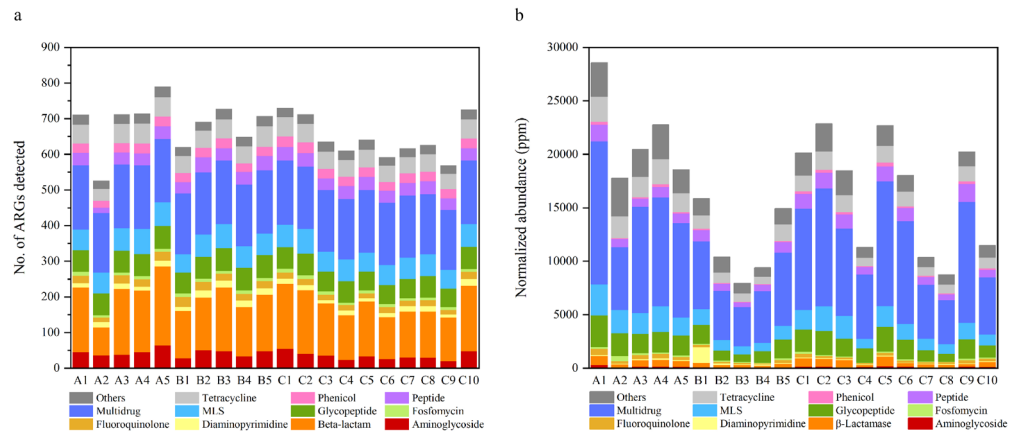 a
No. of ARGs detected
900
800
700
600
500
400
300
200
100
0
A1 A2 A3 A4 A5 B1 B2 B3 B4 B5 C1 C2 C3 C4 C5 C6 C7 C8 C9 C10
Others Tetracycline Phenicol Peptide
Multidrug MLS Glycopeptide Fosfomycin
Fluoroquinolone Diaminopyrimidine Beta-lactam Aminoglycoside
b
Normalized abundance (ppm)
30000
25000
20000
15000
10000
5000
0
A1 A2 A3 A4 A5 B1 B2 B3 B4 B5 C1 C2 C3 C4 C5 C6 C7 C8 C9 C10
Others Tetracycline Phenicol Peptide
Multidrug MLS Glycopeptide Fosfomycin
Fluoroquinolone Diaminopyrimidine β-Lactamase Aminoglycoside